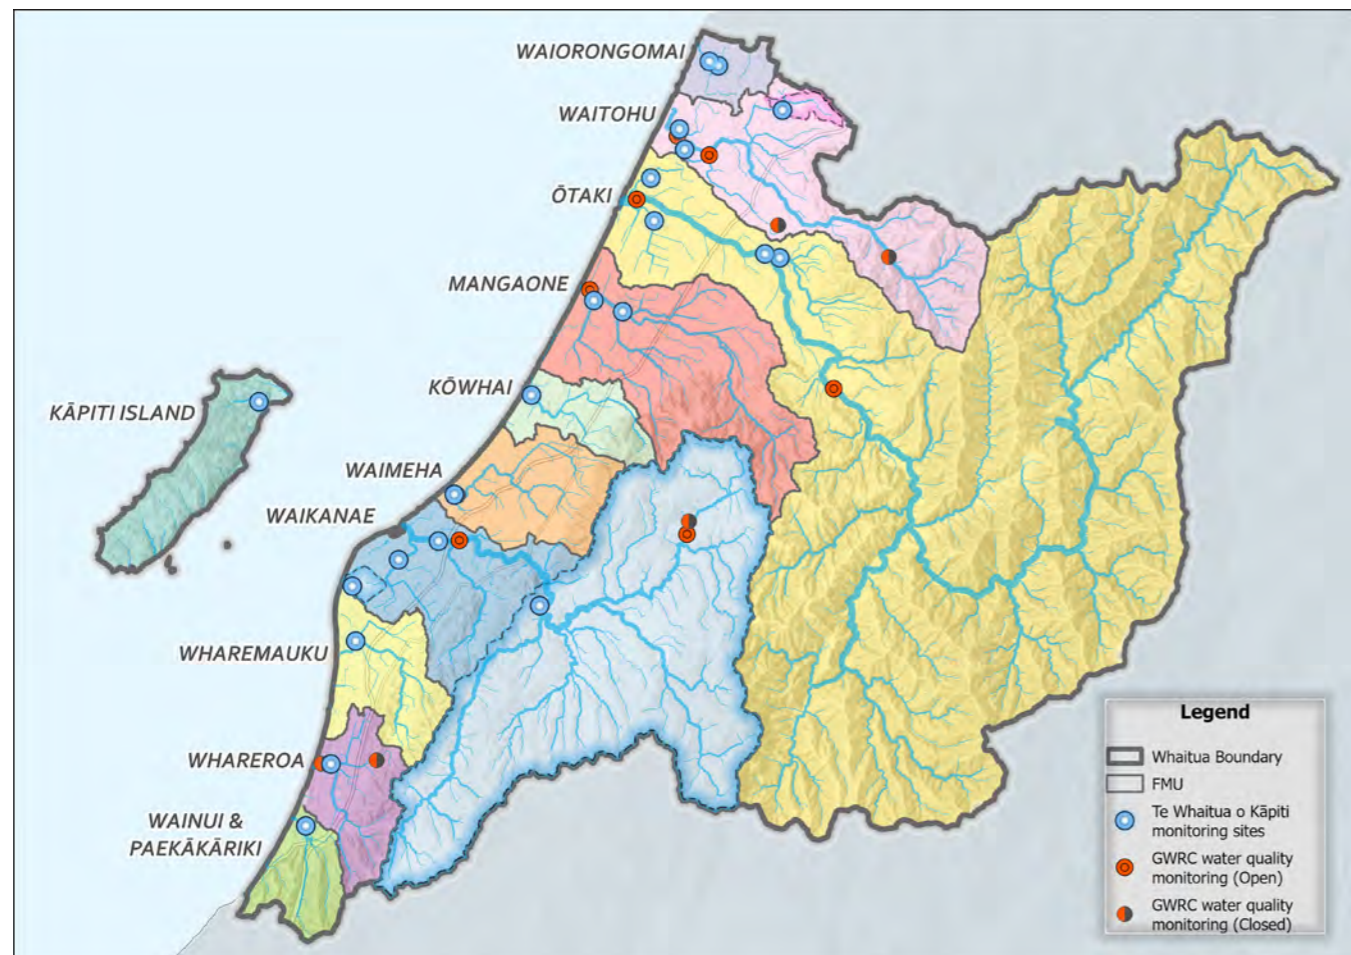 WAIORONGOMAI
WAITOHU
ŌTAKI
MANGAONE
KŌWHAI
KĀPITI ISLAND
WAIMEHA
WAIKANAE
WHAREMAUKU
WHAREROA
WAINUI &
PAEKĀKĀRIKI
Legend
Whaitua Boundary
FMU
Te Whaitua o Kāpiti
monitoring sites
GWRC water quality
monitoring (Open)
GWRC water quality
monitoring (Closed)